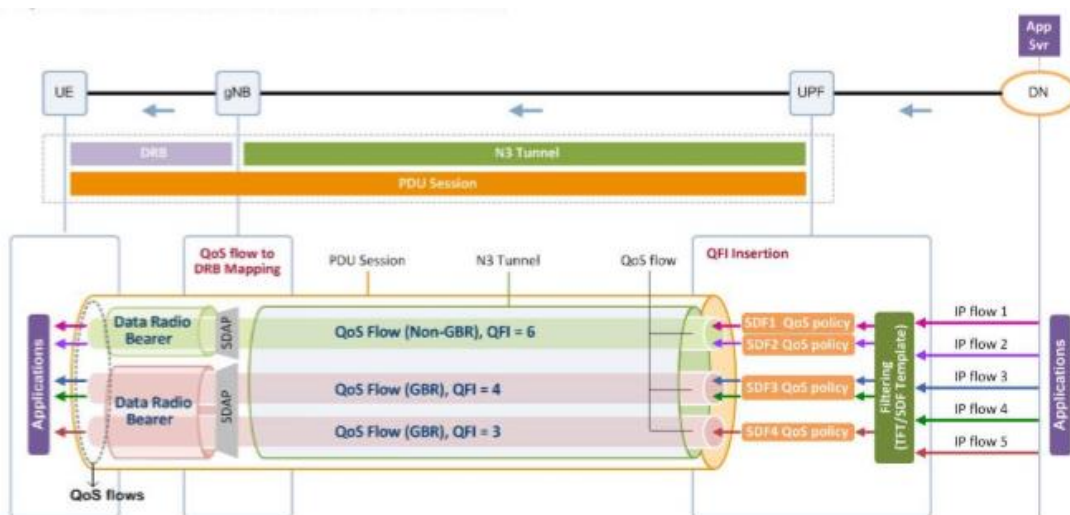 App
Svr
UE
gNB
UPF
DN
DRB
N3 Tunnel
PDU Session
QoS flow to
DRB Mapping
PDU Session
N3 Tunnel
QoS flow
QFI Insertion
Applications
Data Radio
Bearer
SDAP
QoS Flow (Non-GBR), QFI = 6
SDF1 QoS policy
SDF2 QoS policy
IP flow 1
IP flow 2
Data Radio
Bearer
SDAP
QoS Flow (GBR), QFI = 4
SDF3 QoS policy
IP flow 3
IP flow 4
QoS Flow (GBR), QFI = 3
SDF4 QoS policy
IP flow 5
Filtering
(TFT/SDF Template)
Applications
QoS flows